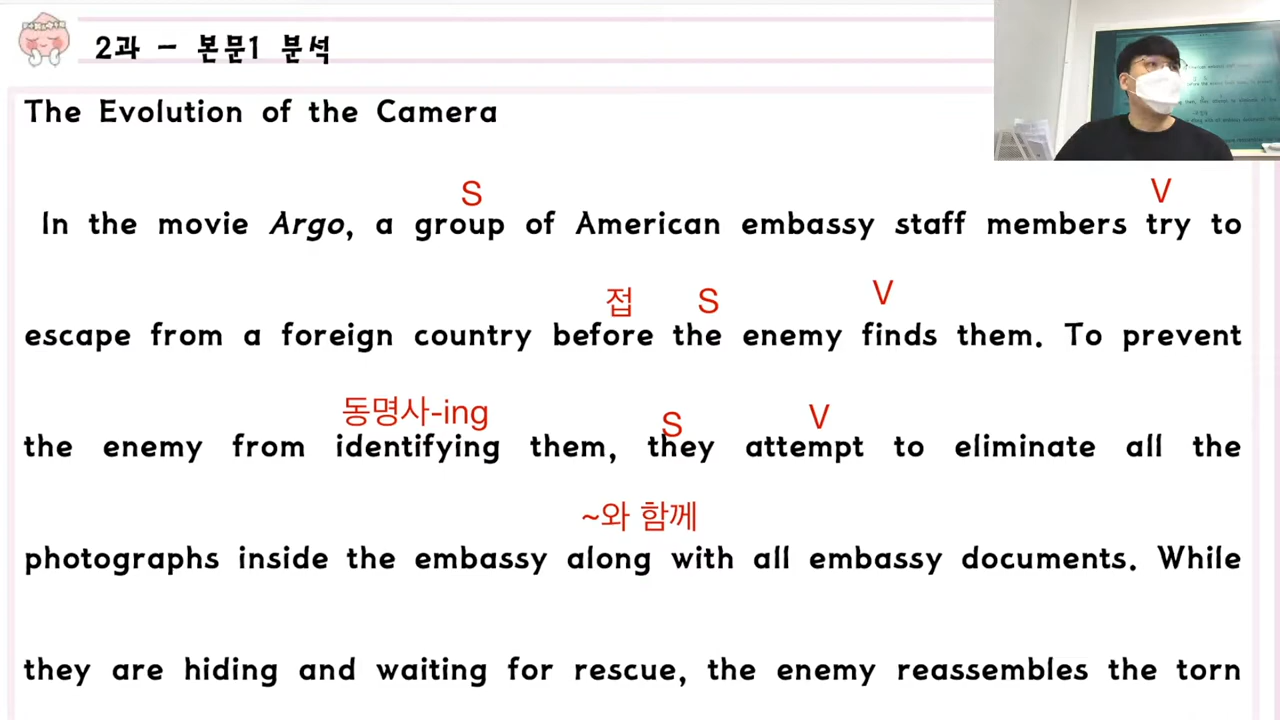 2과 - 본문1 분석
The Evolution of the Camera
S V
In the movie Argo, a group of American embassy staff members try to
접 S V
escape from a foreign country before the enemy finds them. To prevent
동명사-ing S V
the enemy from identifying them, they attempt to eliminate all the
~와 함께
photographs inside the embassy along with all embassy documents. While
they are hiding and waiting for rescue, the enemy reassembles the torn